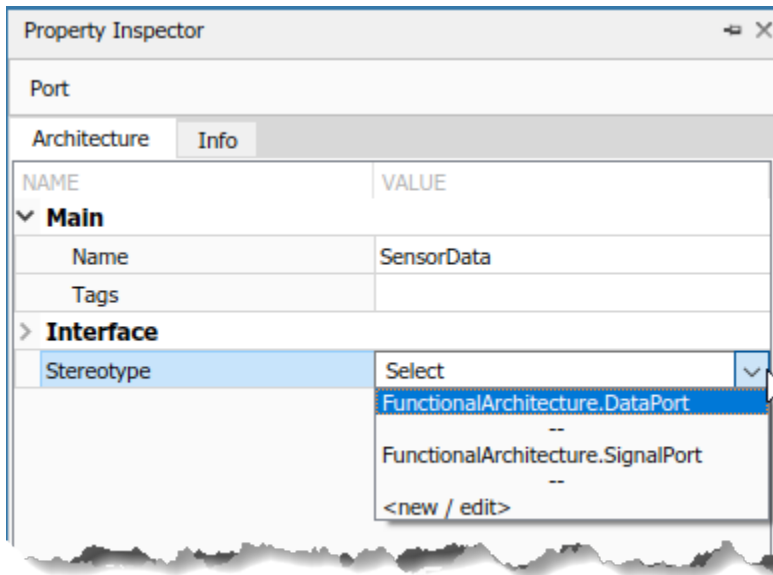 Property Inspector
Port
Architecture Info
NAME VALUE
Main
Name SensorData
Tags
Interface
Stereotype Select
FunctionalArchitecture.DataPort
--
FunctionalArchitecture.SignalPort
--
<new / edit>